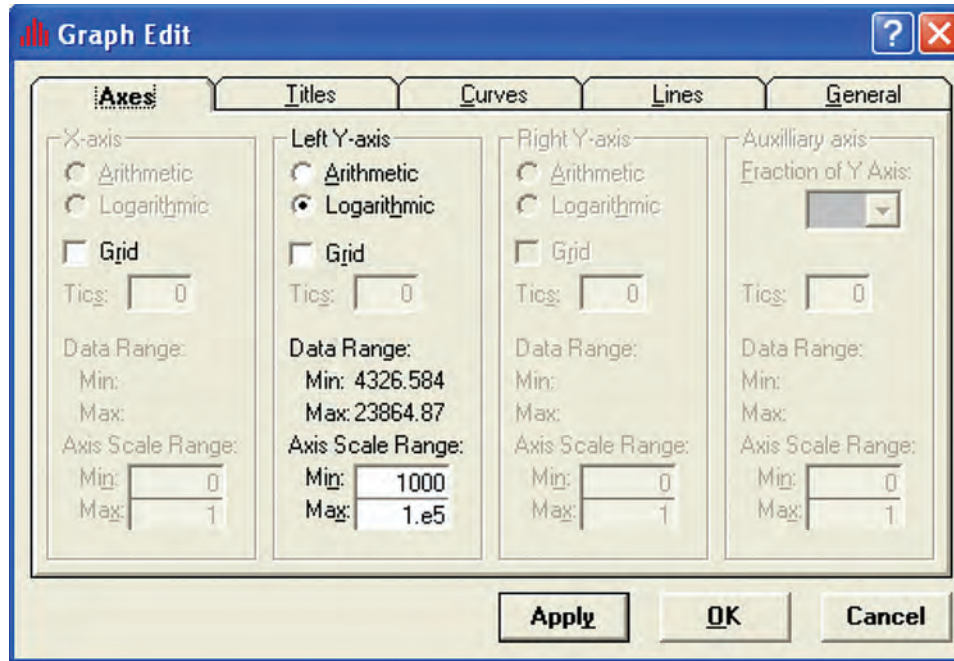 Graph Edit
Axes
Titles
Curves
Lines
General
X-axis
Arithmetic
Logarithmic
Grid
Tics: 0
Data Range:
Min:
Max:
Axis Scale Range:
Min: 0
Max: 1
Left Y-axis
Arithmetic
Logarithmic
Grid
Tics: 0
Data Range:
Min: 4326.584
Max: 23864.87
Axis Scale Range:
Min: 1000
Max: 1.e5
Right Y-axis
Arithmetic
Logarithmic
Grid
Tics: 0
Data Range:
Min:
Max:
Axis Scale Range:
Min: 0
Max: 1
Auxilliary axis
Fraction of Y Axis:
Tics: 0
Data Range:
Min:
Max:
Axis Scale Range:
Min: 0
Max: 1
Apply
OK
Cancel